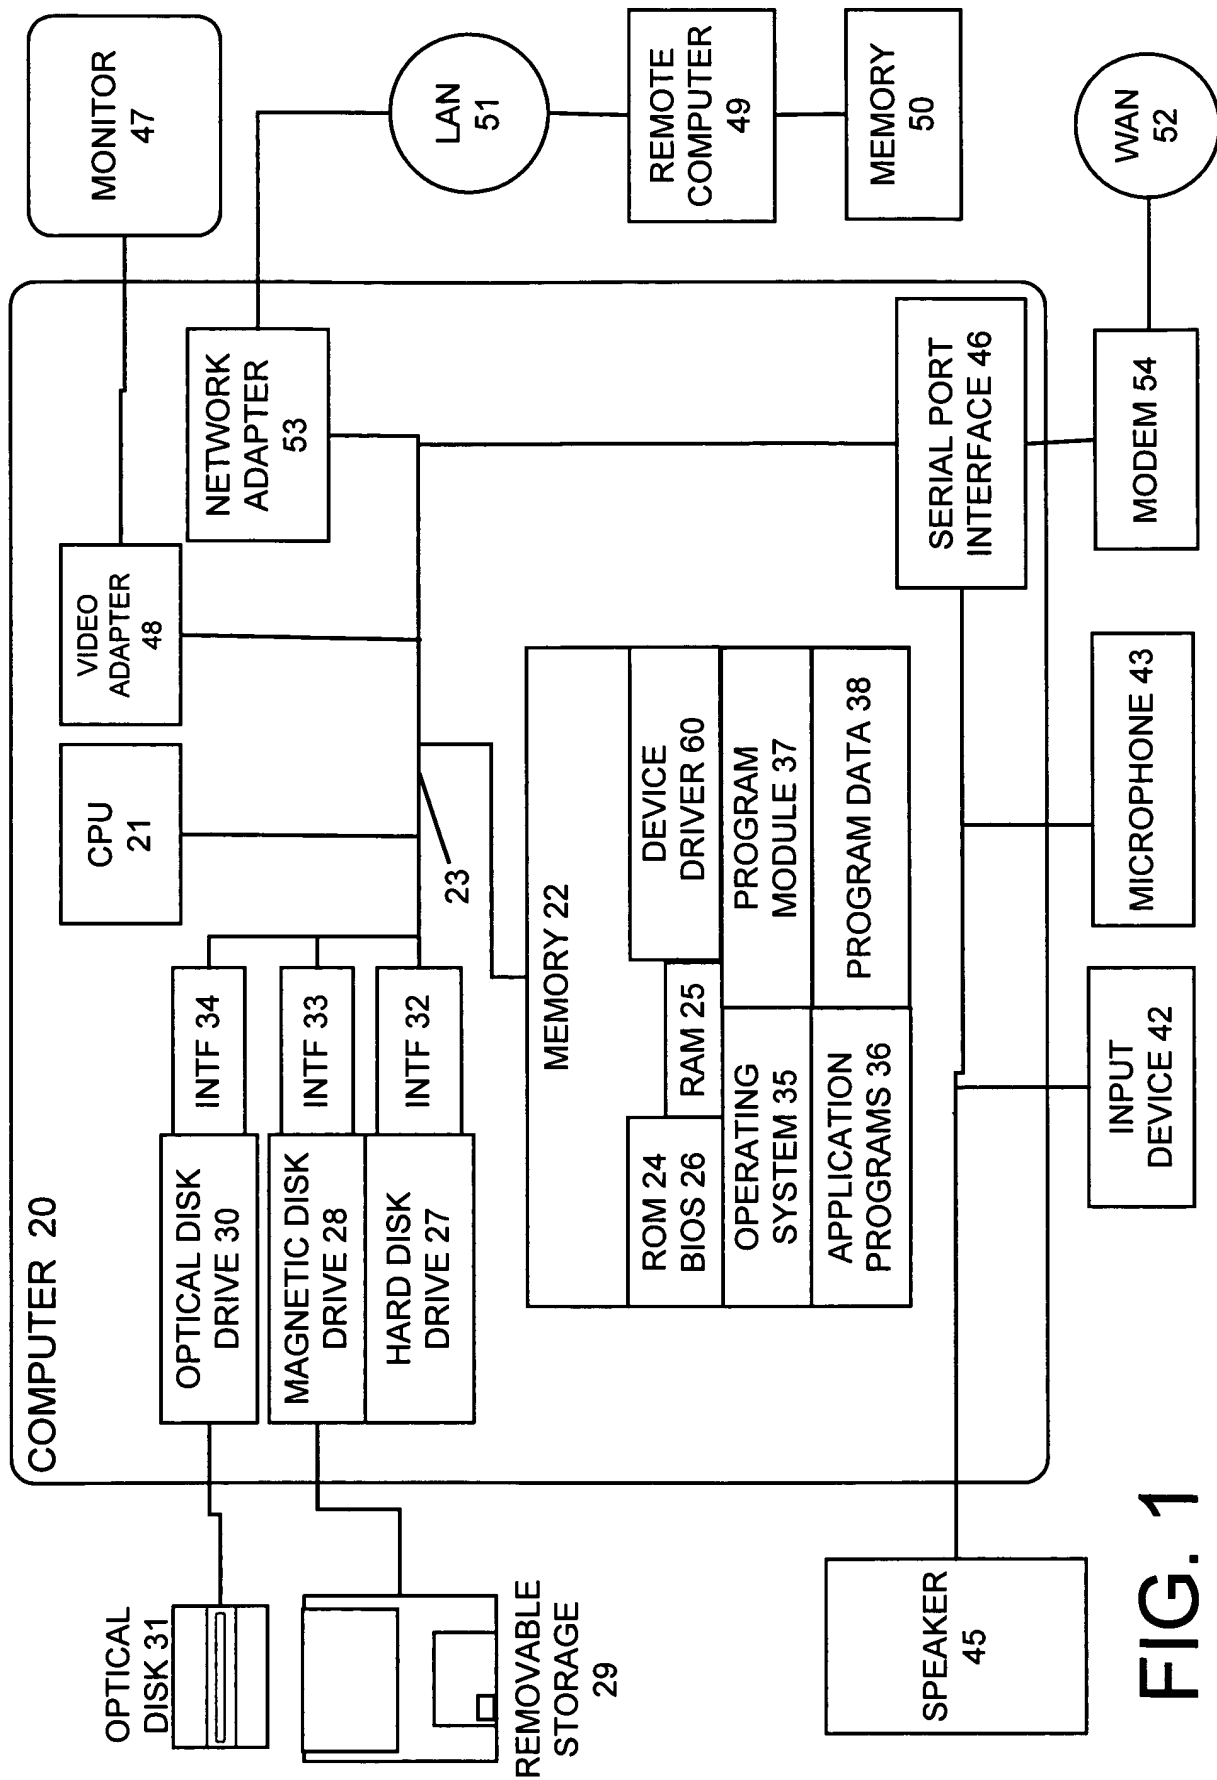 COMPUTER 20
OPTICAL
DISK 31
REMOVABLE
STORAGE
29
OPTICAL DISK
DRIVE 30
MAGNETIC DISK
DRIVE 28
HARD DISK
DRIVE 27
INTF 34
INTF 33
INTF 32
CPU
21
23
VIDEO
ADAPTER
48
MONITOR
47
NETWORK
ADAPTER
53
LAN
51
REMOTE
COMPUTER
49
MEMORY
50
MEMORY 22
ROM 24
BIOS 26
RAM 25
DEVICE
DRIVER 60
OPERATING
SYSTEM 35
PROGRAM
MODULE 37
APPLICATION
PROGRAMS 36
PROGRAM DATA 38
SERIAL PORT
INTERFACE 46
WAN
52
MODEM 54
MICROPHONE 43
INPUT
DEVICE 42
SPEAKER
45
FIG. 1